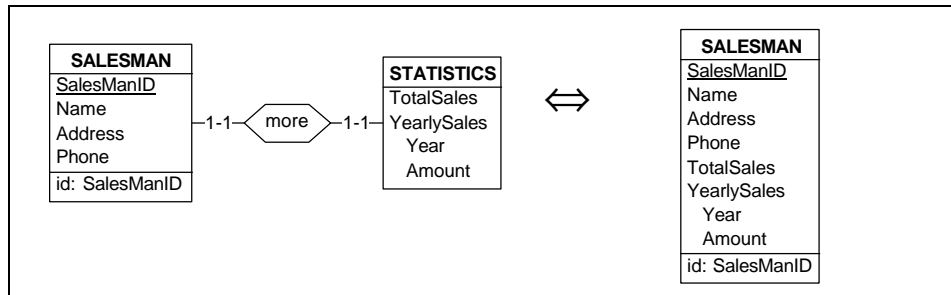 SALESMAN
SalesManID
Name
Address
Phone
id: SalesManID
1-1
more
1-1
STATISTICS
TotalSales
YearlySales
Year
Amount
⇔
SALESMAN
SalesManID
Name
Address
Phone
TotalSales
YearlySales
Year
Amount
id: SalesManID